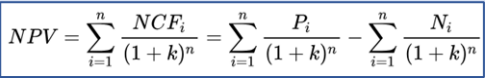 NPV = \sum_{i=1}^{n} \frac{NCF_i}{(1+k)^n} = \sum_{i=1}^{n} \frac{P_i}{(1+k)^n} - \sum_{i=1}^{n} \frac{N_i}{(1+k)^n}